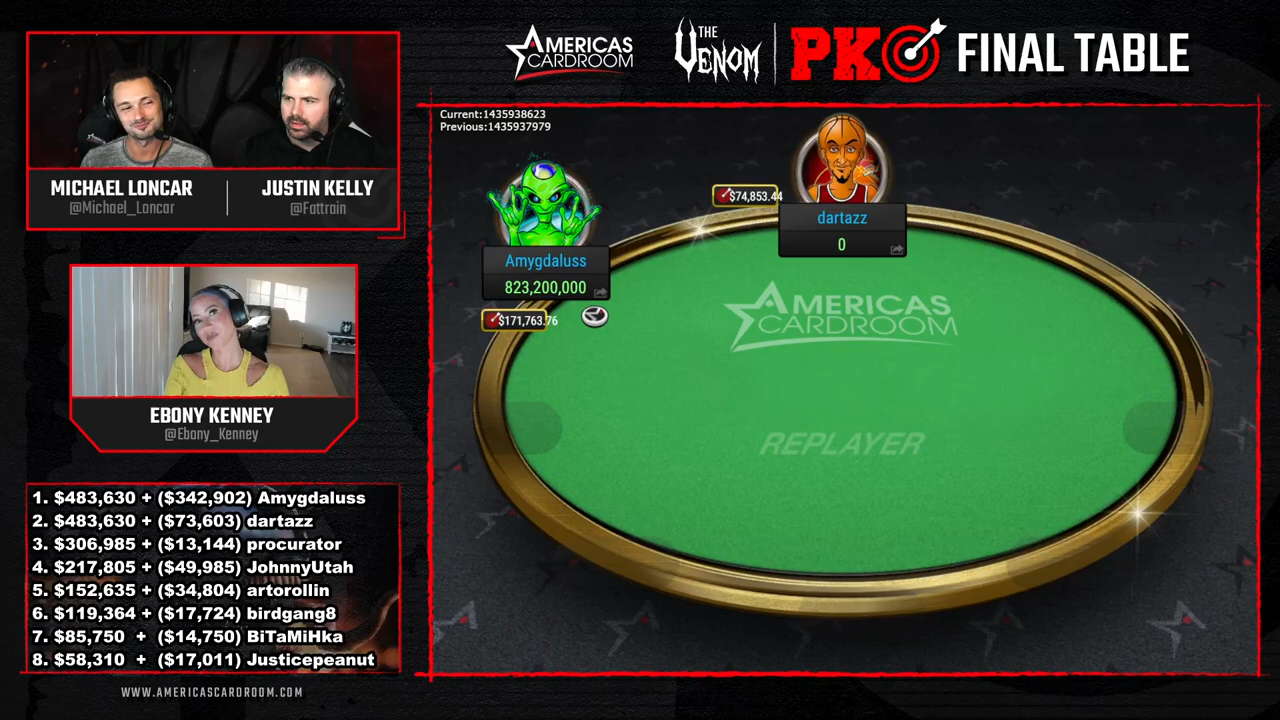 AMERICAS
CARDROOM
THE
VENOM
PKO FINAL TABLE
MICHAEL LONCAR
@Michael_Loncar
JUSTIN KELLY
@Fattrain
EBONY KENNEY
@Ebony_Kenney
1. $483,630 + ($342,902) Amygdaluss
2. $483,630 + ($73,603) dartazz
3. $306,985 + ($13,144) procurator
4. $217,805 + ($49,985) JohnnyUtah
5. $152,635 + ($34,804) artorollin
6. $119,364 + ($17,724) birdgang8
7. $85,750 + ($14,750) BiTaMiHka
8. $58,310 + ($17,011) Justicepeanut
WWW.AMERICASCARDROOM.COM
Current:1435938623
Previous:1435937979
$74,853.44
dartazz
0
Amygdaluss
823,200,000
$171,763.76
AMERICAS
CARDROOM
REPLAYER